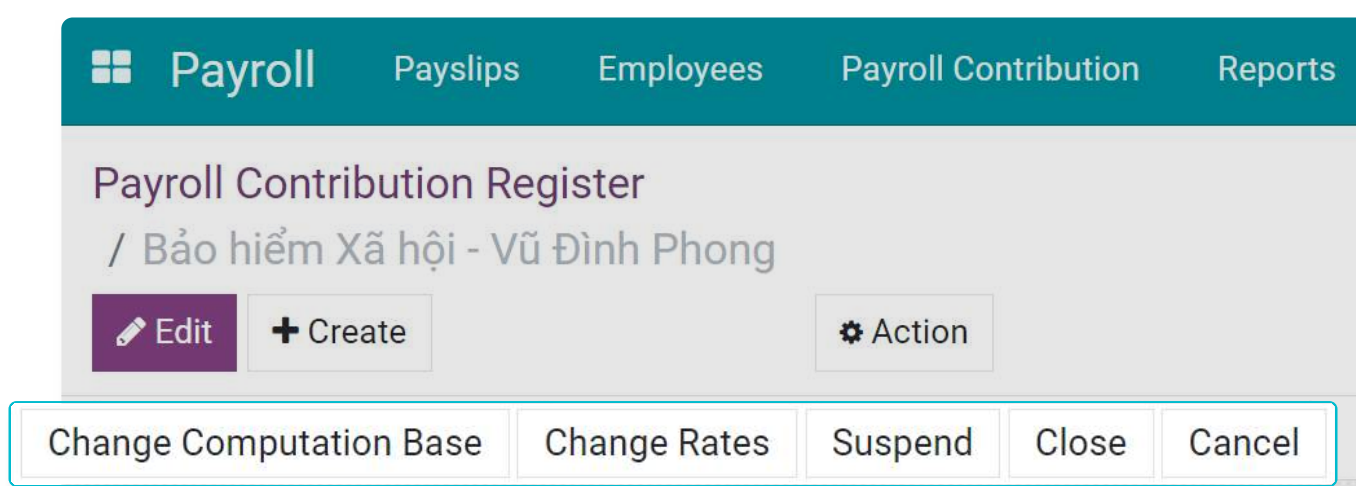 Payroll Payslips Employees Payroll Contribution Reports
Payroll Contribution Register
/ Bảo hiểm Xã hội - Vũ Đình Phong
Edit Create Action
Change Computation Base Change Rates Suspend Close Cancel